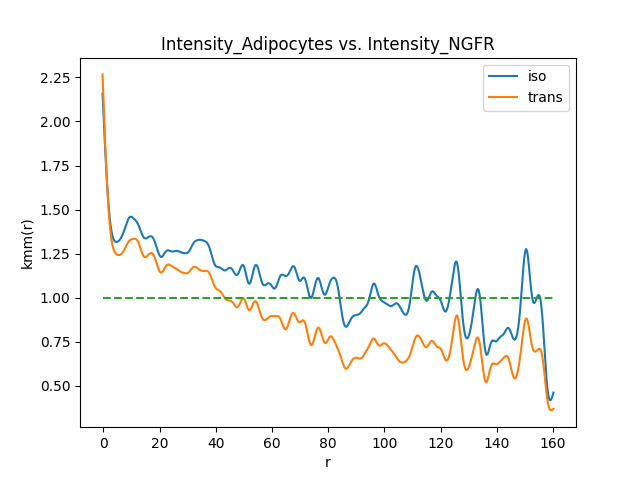 Intensity_Adipocytes vs. Intensity_NGFR
iso
trans
2.25
2.00
1.75
1.50
1.25
1.00
0.75
0.50
kmm(r)
0 20 40 60 80 100 120 140 160
r